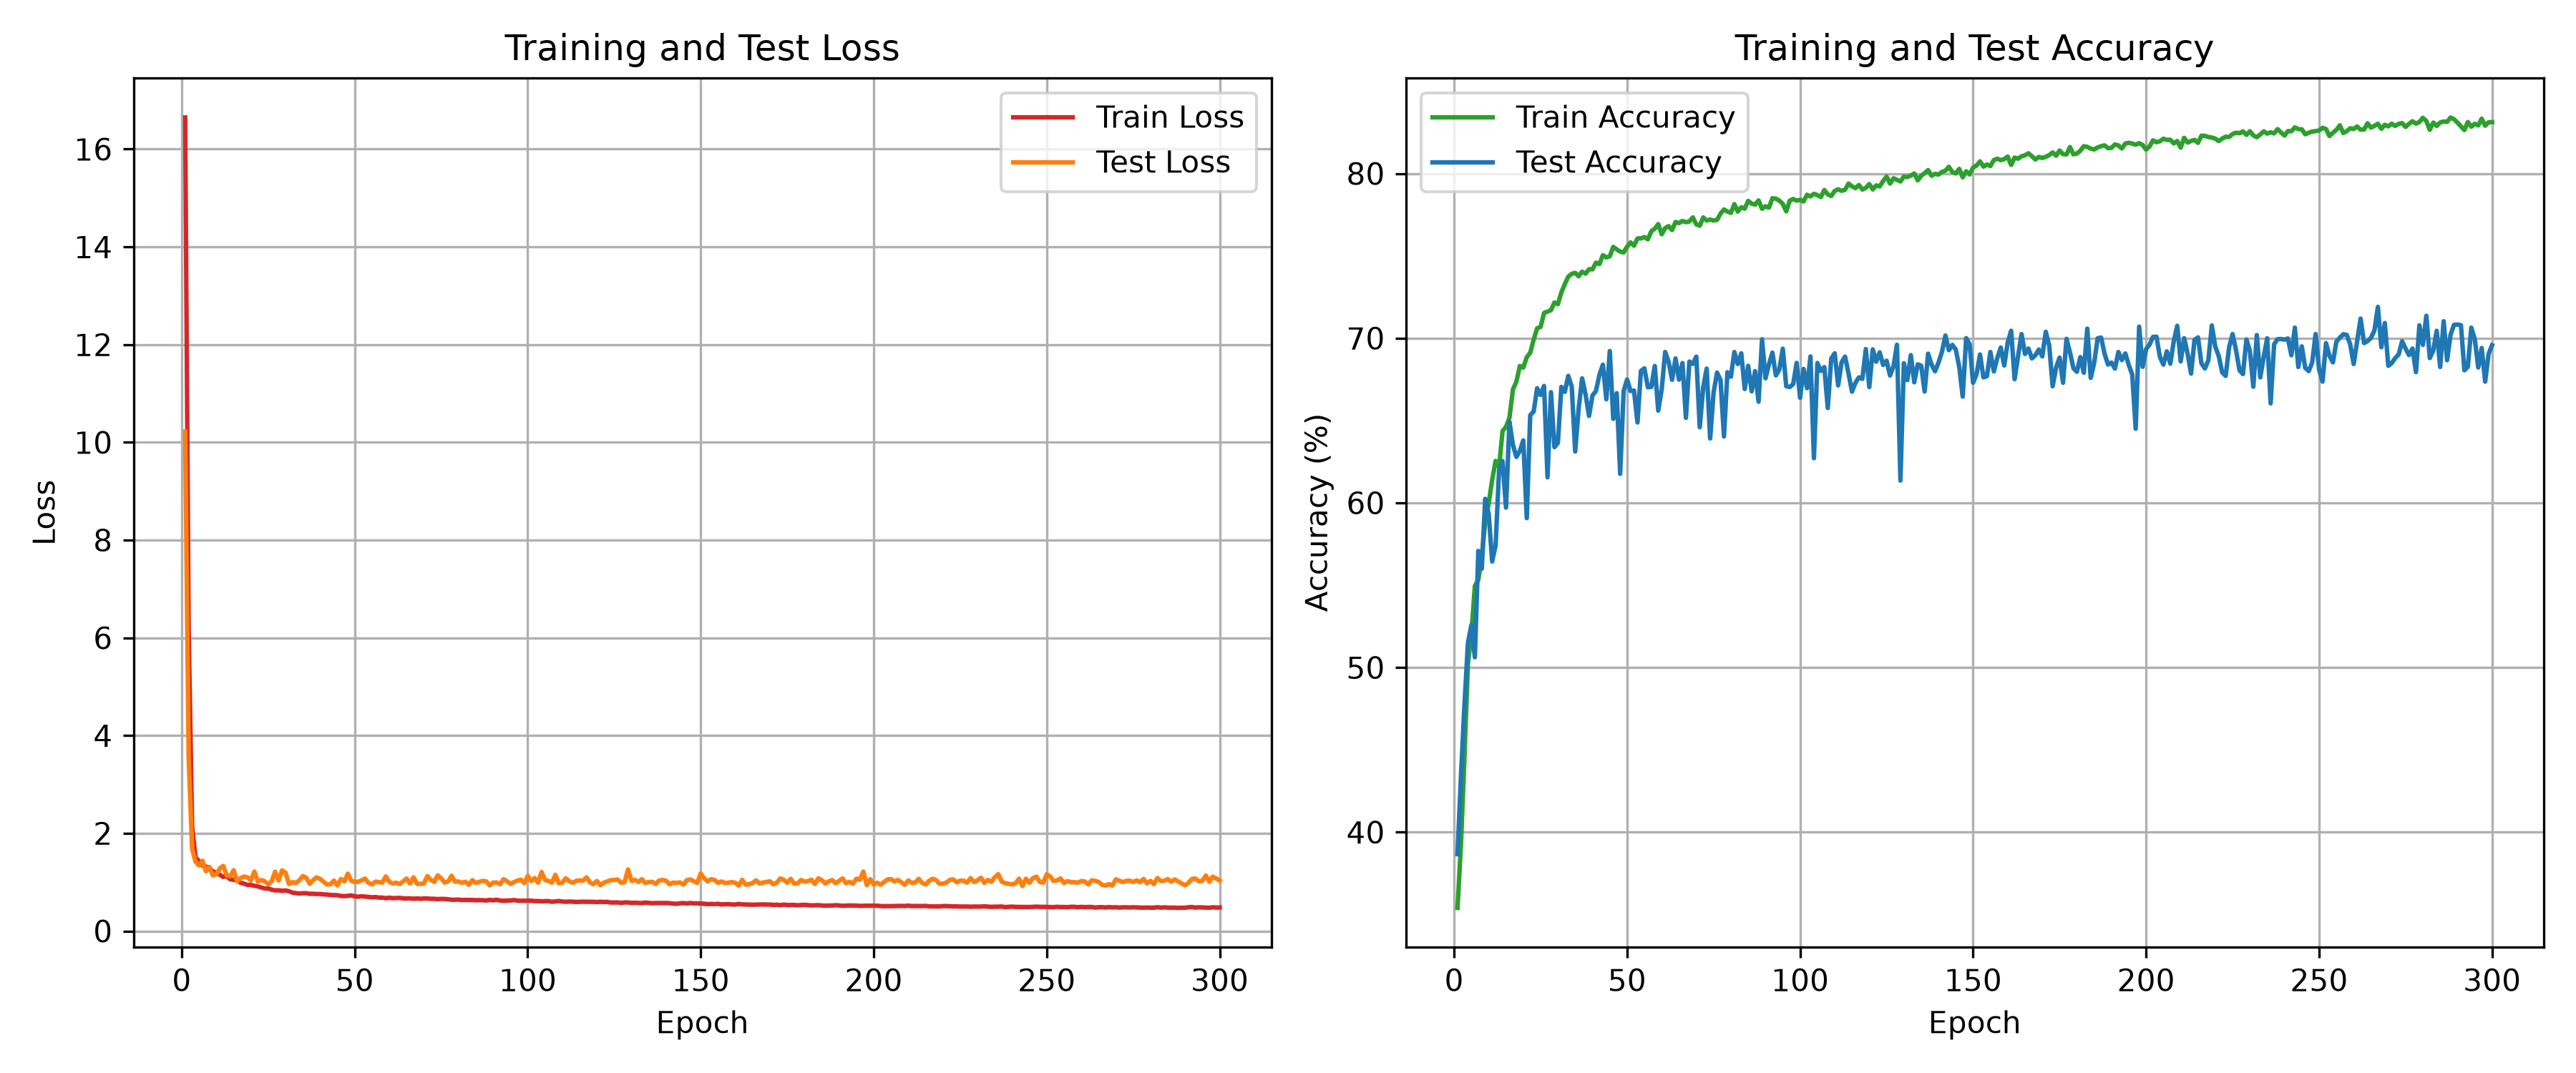 Training and Test Loss
Train Loss
Test Loss
16
14
12
10
8
6
4
2
0
Loss
0 50 100 150 200 250 300
Epoch
Training and Test Accuracy
Train Accuracy
Test Accuracy
80
70
60
50
40
Accuracy (%)
0 50 100 150 200 250 300
Epoch